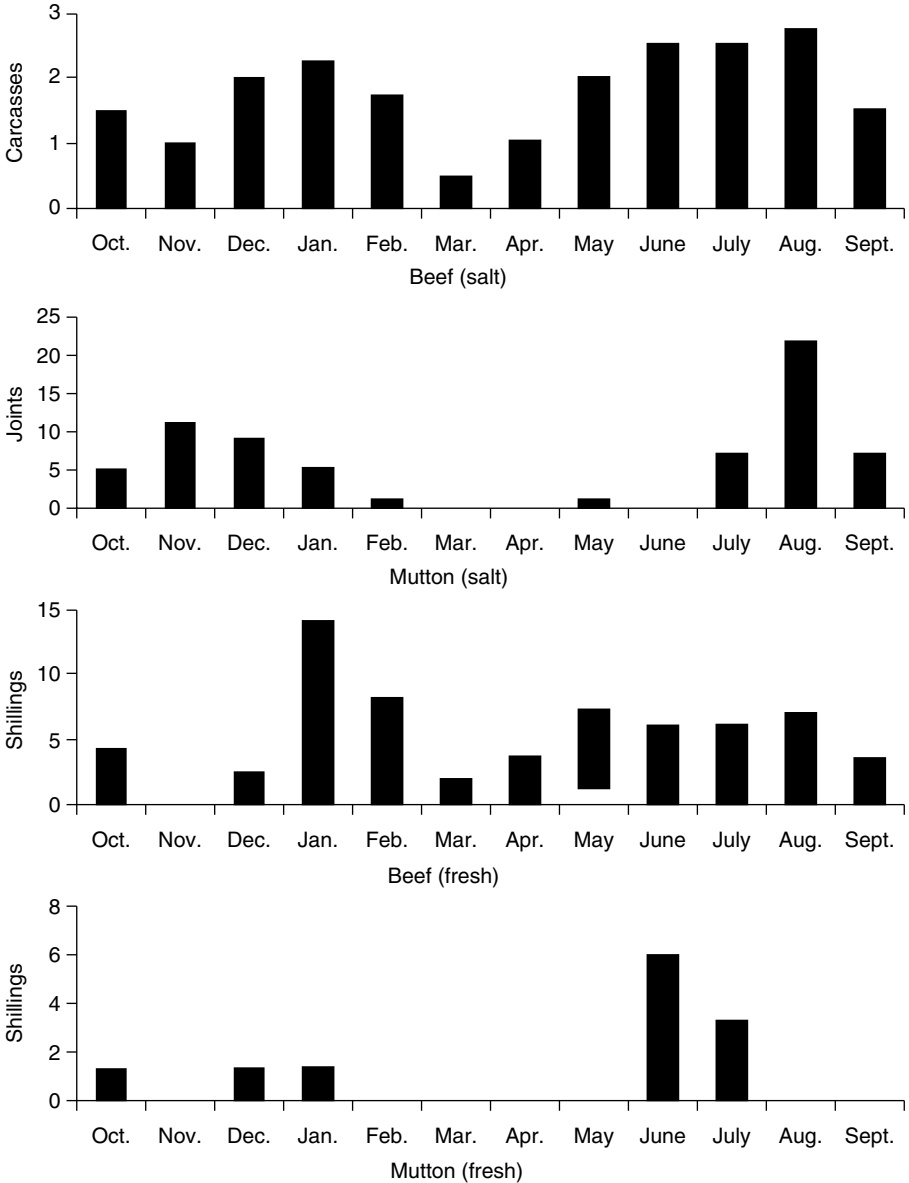 Carcasses
3
2
1
0
Oct. Nov. Dec. Jan. Feb. Mar. Apr. May June July Aug. Sept.
Beef (salt)
Joints
25
20
15
10
5
0
Oct. Nov. Dec. Jan. Feb. Mar. Apr. May June July Aug. Sept.
Mutton (salt)
Shillings
15
10
5
0
Oct. Nov. Dec. Jan. Feb. Mar. Apr. May June July Aug. Sept.
Beef (fresh)
Shillings
8
6
4
2
0
Oct. Nov. Dec. Jan. Feb. Mar. Apr. May June July Aug. Sept.
Mutton (fresh)